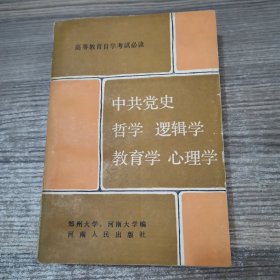 高等教育自学考试必读
中共党史
哲学 逻辑学
教育学 心理学
郑州大学、河南大学编
河南人民出版社